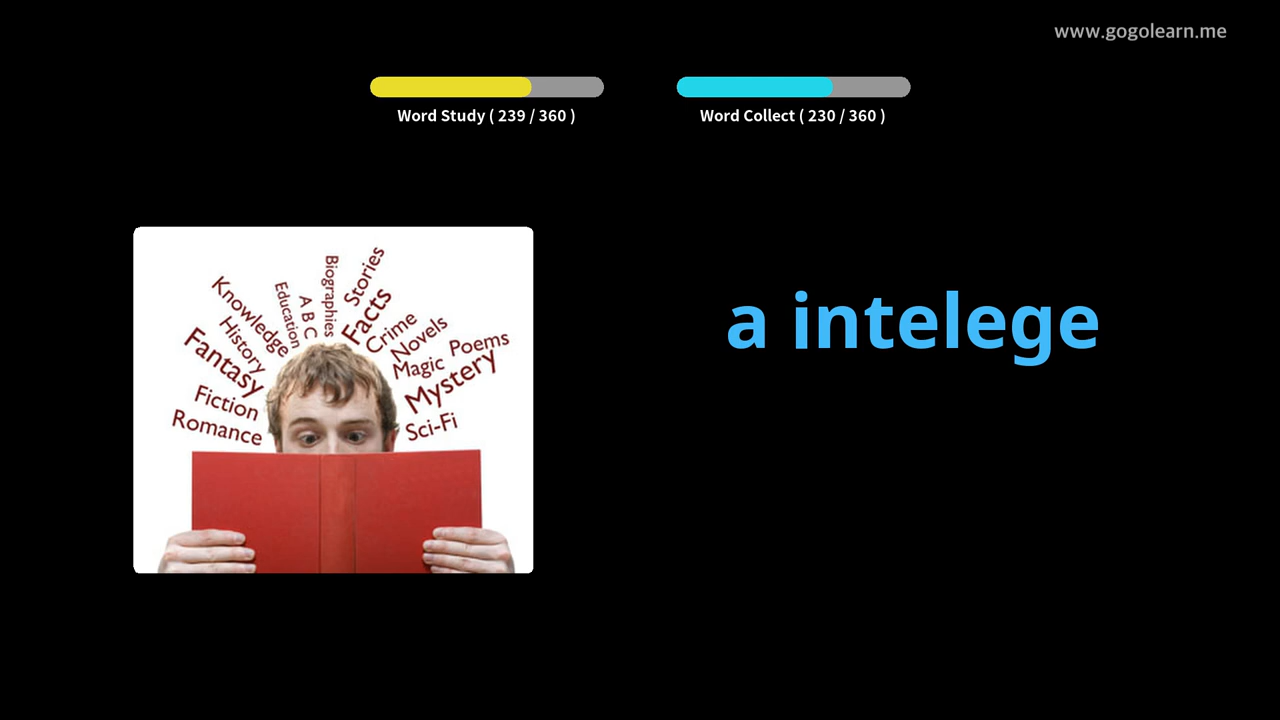 www.gogolearn.me
Word Study ( 239 / 360 )
Word Collect ( 230 / 360 )
a intelege
Knowledge
History
Fantasy
Fiction
Romance
Education
A B C
Biographies
Stories
Facts
Crime
Novels
Magic
Poems
Mystery
Sci-Fi